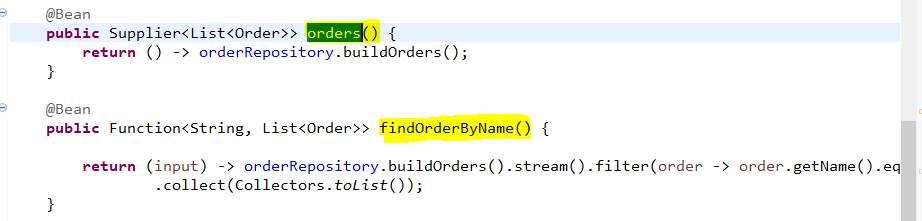 @Bean
public Supplier<List<Order>> orders() {
return () -> orderRepository.buildOrders();
}
@Bean
public Function<String, List<Order>> findOrderByName() {
return (input) -> orderRepository.buildOrders().stream().filter(order -> order.getName().eq
.collect(Collectors.toList());
}